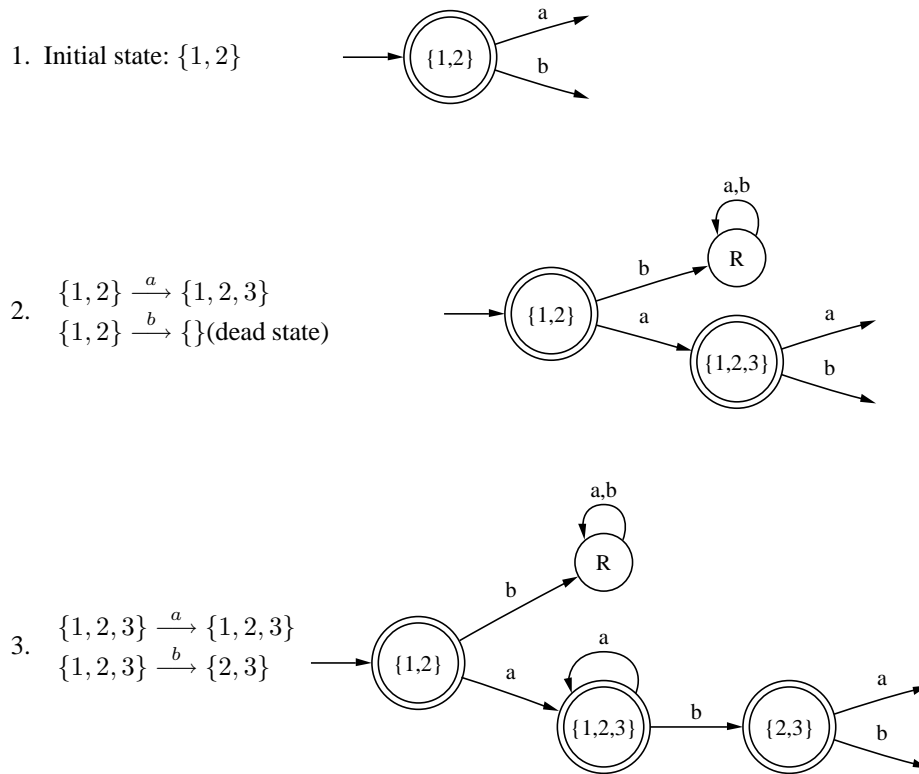 1. Initial state: {1, 2}
{1,2}
a
b
2.
{1, 2} a→ {1, 2, 3}
{1, 2} b→ {}(dead state)
a,b
R
b
{1,2}
a
{1,2,3}
a
b
3.
{1, 2, 3} a→ {1, 2, 3}
{1, 2, 3} b→ {2, 3}
a,b
R
b
{1,2}
a
a
{1,2,3}
b
{2,3}
a
b